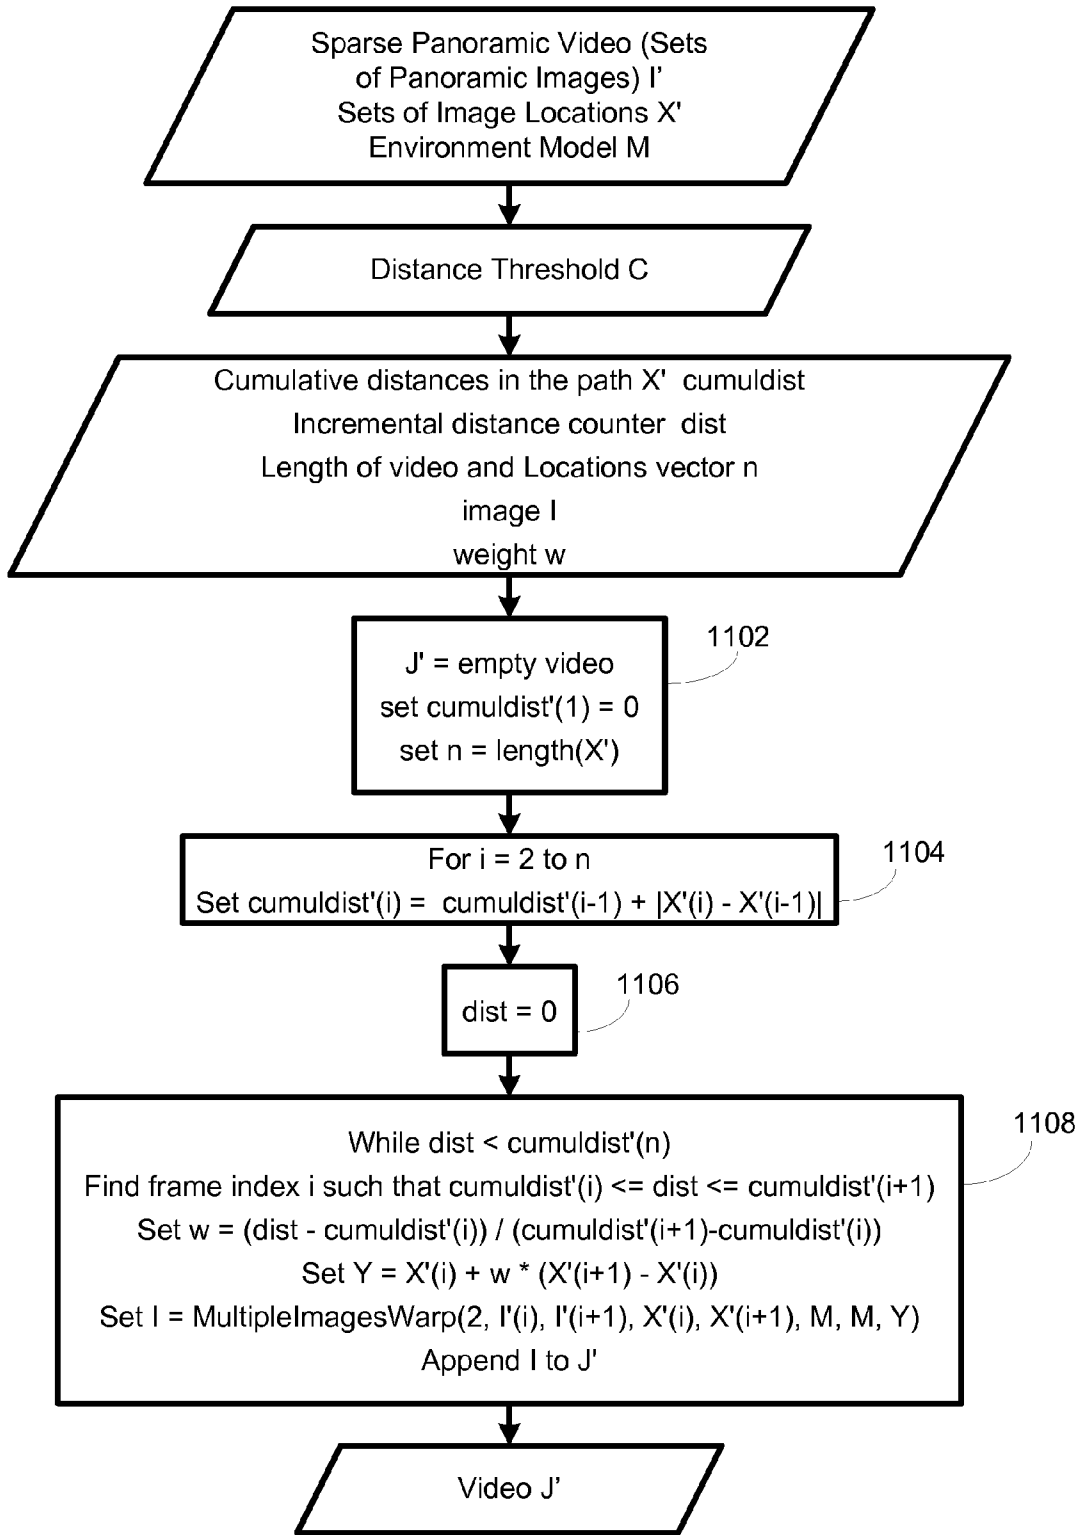 Sparse Panoramic Video (Sets
of Panoramic Images) I'
Sets of Image Locations X'
Environment Model M
Distance Threshold C
Cumulative distances in the path X' cumuldist
Incremental distance counter dist
Length of video and Locations vector n
image I
weight w
1102
J' = empty video
set cumuldist'(1) = 0
set n = length(X')
1104
For i = 2 to n
Set cumuldist'(i) = cumuldist'(i-1) + |X'(i) - X'(i-1)|
1106
dist = 0
1108
While dist < cumuldist'(n)
Find frame index i such that cumuldist'(i) <= dist <= cumuldist'(i+1)
Set w = (dist - cumuldist'(i)) / (cumuldist'(i+1)-cumuldist'(i))
Set Y = X'(i) + w * (X'(i+1) - X'(i))
Set I = MultipleImagesWarp(2, I'(i), I'(i+1), X'(i), X'(i+1), M, M, Y)
Append I to J'
Video J'